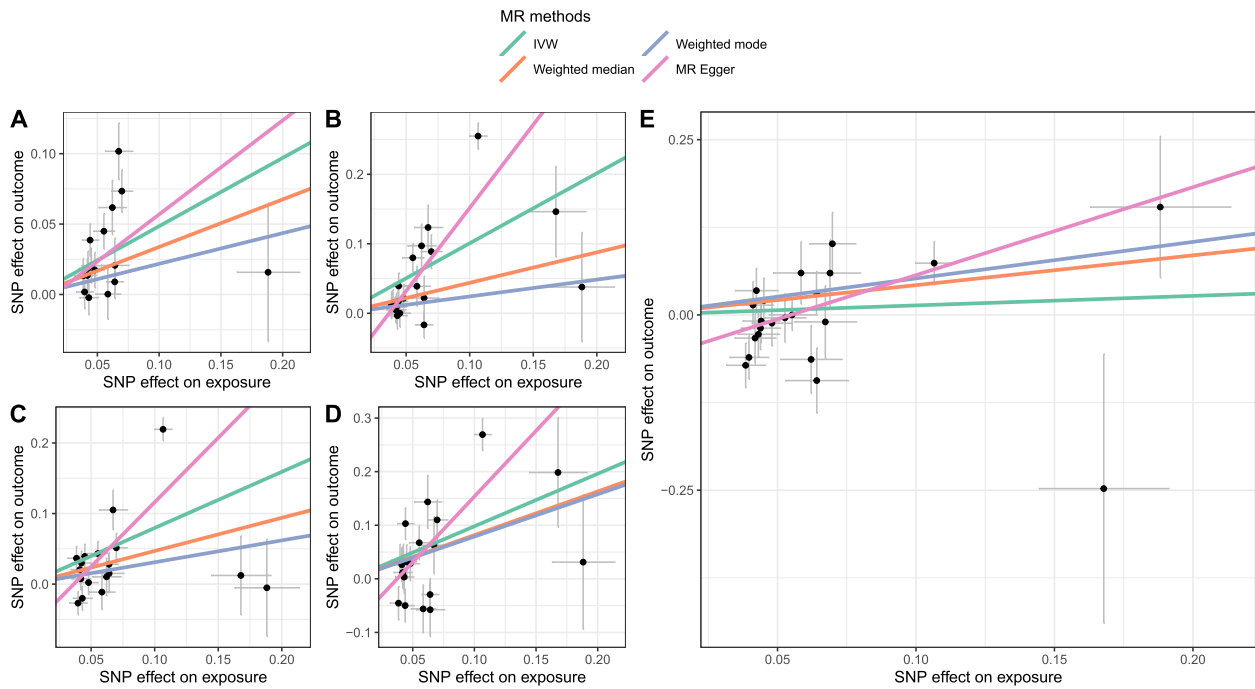 MR methods
IVW
Weighted mode
Weighted median
MR Egger
A
SNP effect on outcome
0.10
0.05
0.00
0.05 0.10 0.15 0.20
SNP effect on exposure
B
SNP effect on outcome
0.2
0.1
0.0
0.05 0.10 0.15 0.20
SNP effect on exposure
C
SNP effect on outcome
0.2
0.1
0.0
0.05 0.10 0.15 0.20
SNP effect on exposure
D
SNP effect on outcome
0.3
0.2
0.1
0.0
−0.1
0.05 0.10 0.15 0.20
SNP effect on exposure
E
SNP effect on outcome
0.25
0.00
−0.25
0.05 0.10 0.15 0.20
SNP effect on exposure